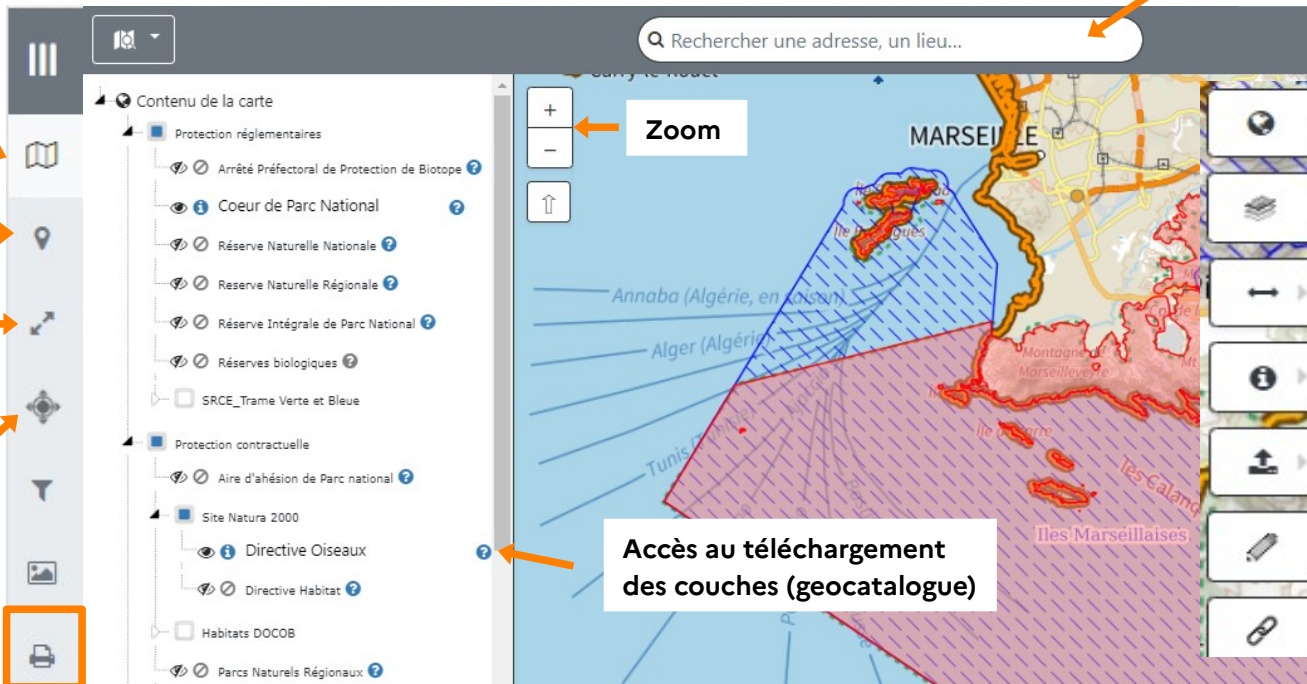 Rechercher une adresse, un lieu...
Contenu de la carte
Protection réglementaires
Arrêté Préfectoral de Protection de Biotope
Coeur de Parc National
Réserve Naturelle Nationale
Reserve Naturelle Régionale
Réserve Intégrale de Parc National
Réserves biologiques
SRCE_Trame Verte et Bleue
Protection contractuelle
Aire d'ahésion de Parc national
Site Natura 2000
Directive Oiseaux
Directive Habitat
Habitats DOCOB
Parcs Naturels Régionaux
+
Zoom
−
MARSEILLE
Annaba (Algérie, en saison)
Alger (Algérie
Tunis (Tunisie)
Montagne de
Marseilleveyre
Iles Marseillaises
Accès au téléchargement
des couches (geocatalogue)